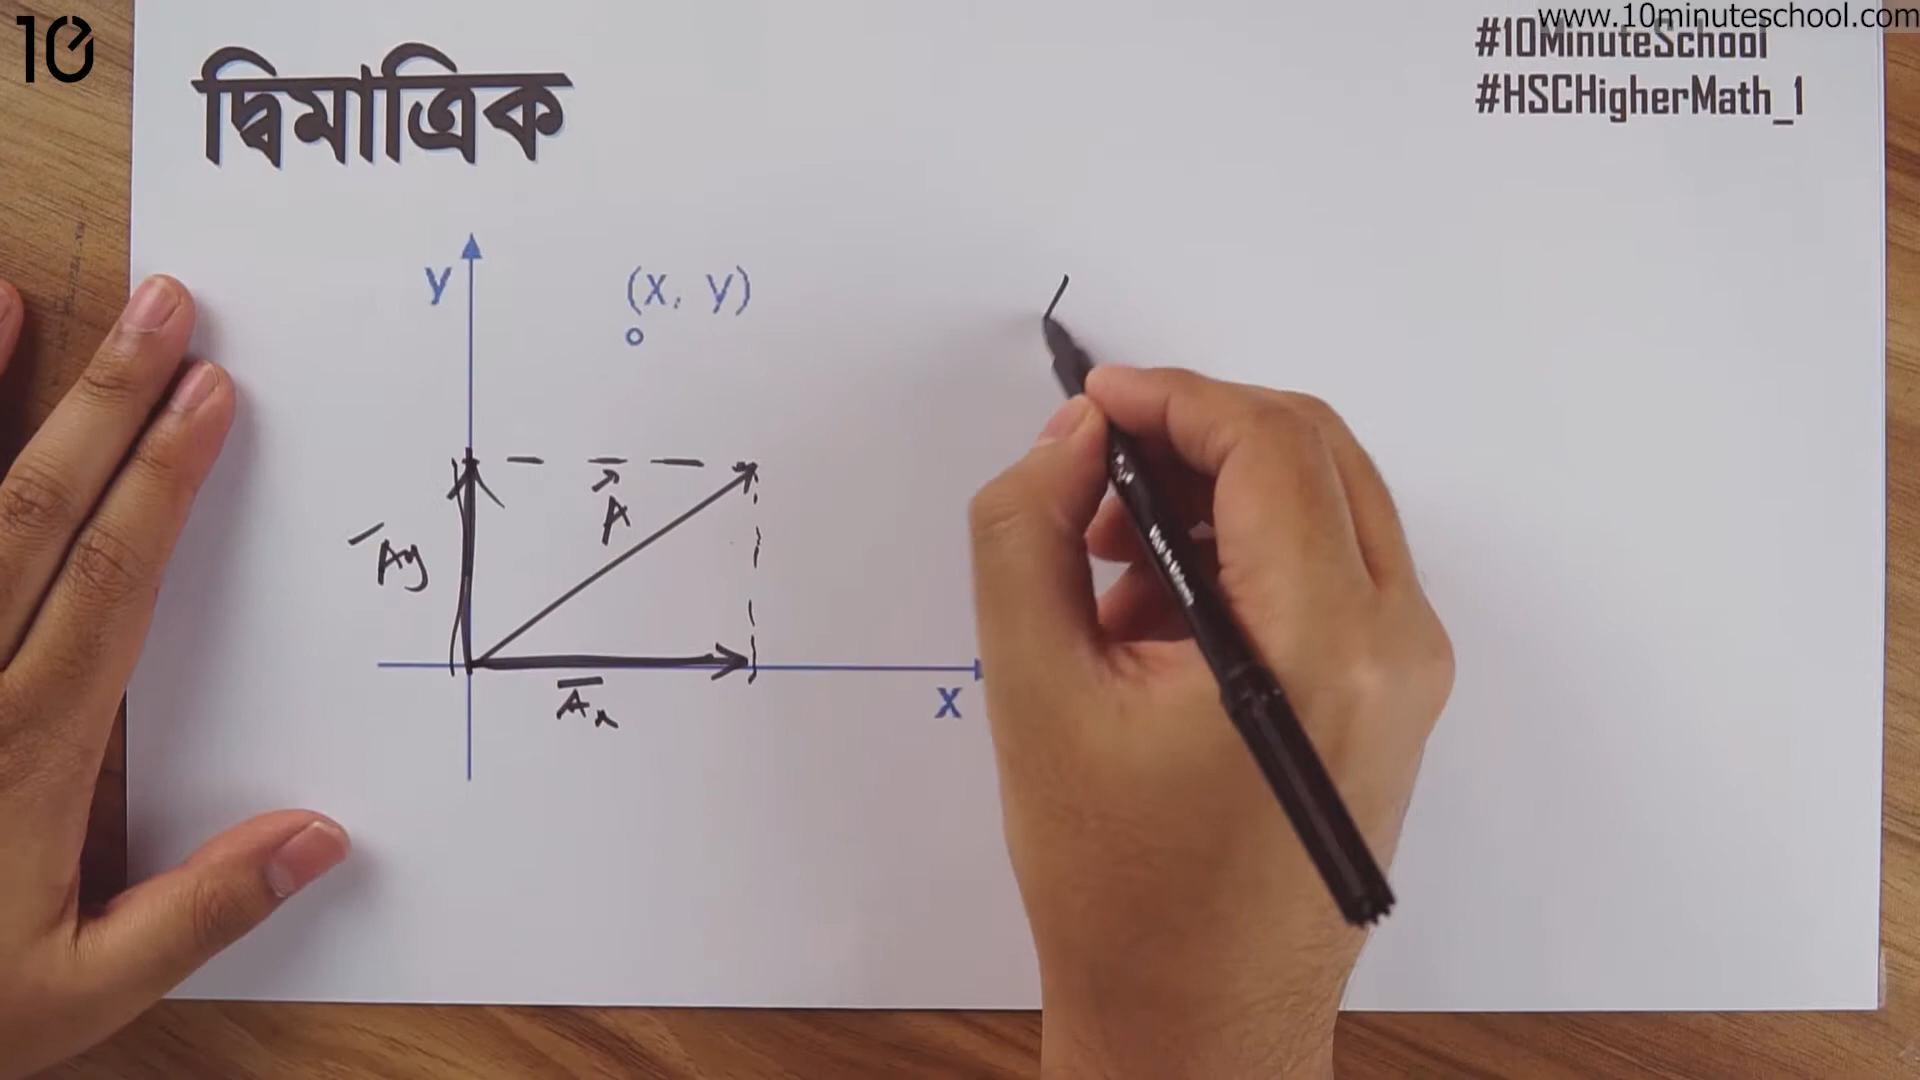 10
www.10minuteschool.com
#10MinuteSchool
#HSCHigherMath_1
দ্বিমাত্রিক
y
(x, y)
A
Ay
Ax
x